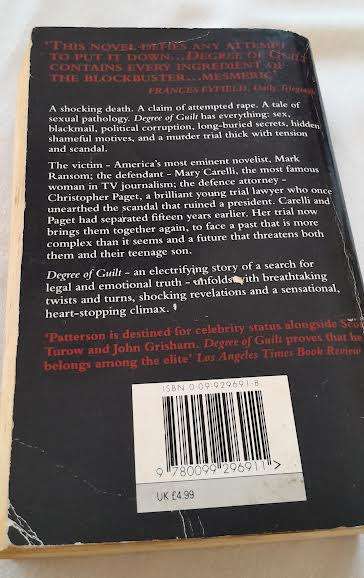 'THIS NOVEL DEFIES ANY ATTEMPT
TO PUT IT DOWN...DEGREE OF GUILT
CONTAINS EVERY INGREDIENT OF
THE BLOCKBUSTER...MESMERIC'
FRANCES FYFIELD, Daily Telegraph
A shocking death. A claim of attempted rape. A tale of
sexual pathology. Degree of Guilt has everything: sex,
blackmail, political corruption, long-buried secrets, hidden
shameful motives, and a murder trial thick with tension
and scandal.
The victim – America's most eminent novelist, Mark
Ransom; the defendant – Mary Carelli, the most famous
woman in TV journalism; the defence attorney –
Christopher Paget, a brilliant young trial lawyer who once
unearthed the scandal that ruined a president. Carelli and
Paget had separated fifteen years earlier. Her trial now
brings them together again, to face a past that is more
complex than it seems and a future that threatens both
them and their teenage son.
Degree of Guilt – an electrifying story of a search for
legal and emotional truth – unfolds with breathtaking
twists and turns, shocking revelations and a sensational,
heart-stopping climax.
'Patterson is destined for celebrity status alongside Scott
Turow and John Grisham. Degree of Guilt proves that he
belongs among the elite' Los Angeles Times Book Review
ISBN 0-09-929691-8
9 780099 296911 >
UK £4.99